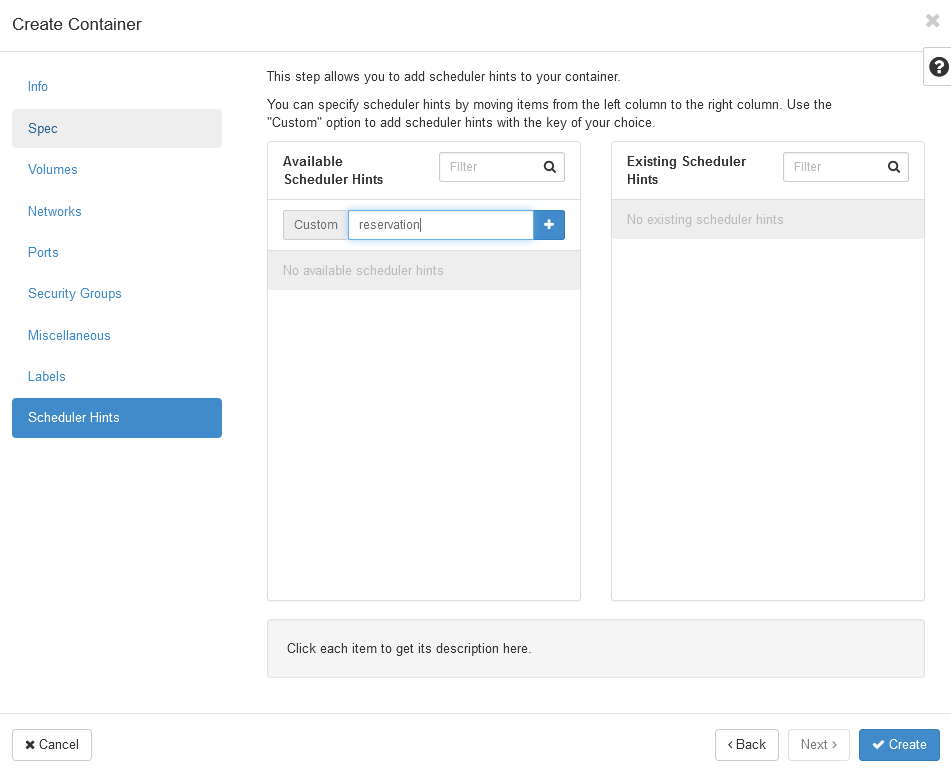 Create Container
Info
Spec
Volumes
Networks
Ports
Security Groups
Miscellaneous
Labels
Scheduler Hints
This step allows you to add scheduler hints to your container.
You can specify scheduler hints by moving items from the left column to the right column. Use the
"Custom" option to add scheduler hints with the key of your choice.
Available
Scheduler Hints
Filter
Custom
reservation
No available scheduler hints
Existing Scheduler
Hints
Filter
No existing scheduler hints
Click each item to get its description here.
Cancel
Back
Next
Create